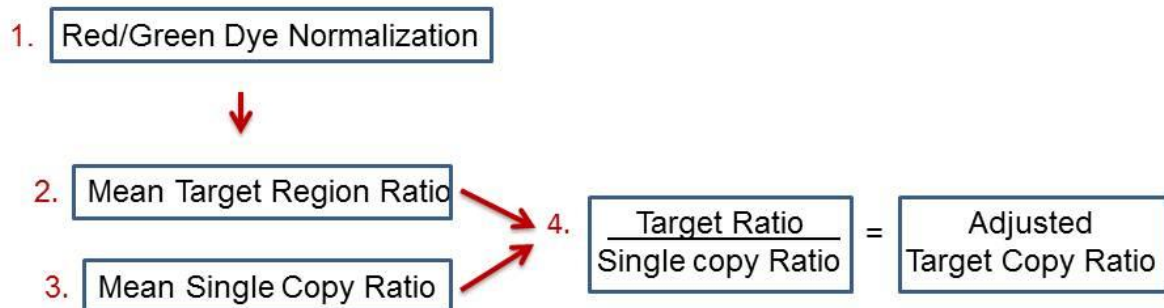 1. Red/Green Dye Normalization
2. Mean Target Region Ratio
3. Mean Single Copy Ratio
4. Target Ratio
Single copy Ratio
=
Adjusted
Target Copy Ratio